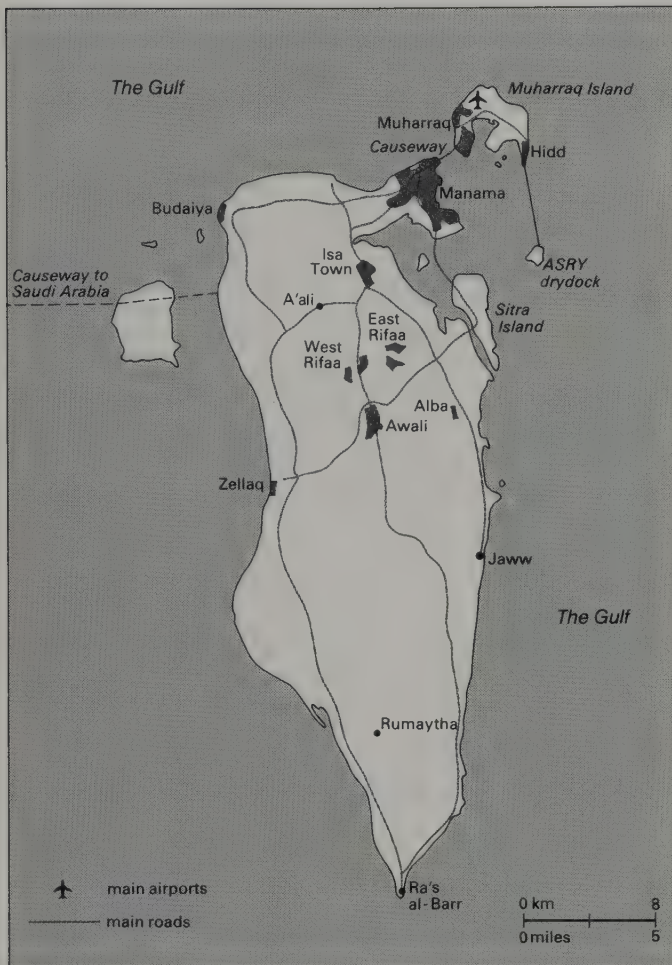 The Gulf
Muharraq Island
Muharraq
Causeway
Hidd
Manama
Budaiya
ASRY
drydock
Isa
Town
Causeway to
Saudi Arabia
A'ali
Sitra
Island
East
Rifaa
West
Rifaa
Alba
Awali
Zellaq
Jaww
The Gulf
Rumaytha
Ra's
al-Barr
main airports
main roads
0 km 8
0 miles 5